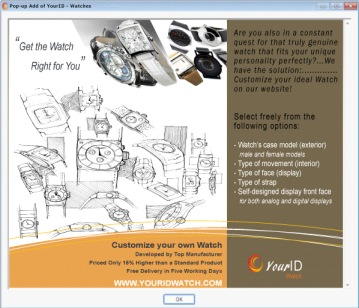 Pop-up Add of YourID - Watches
"Get the Watch
Right for You"
Are you also in a constant
quest for that truly genuine
watch that fits your unique
personality perfectly?...We
have the solution:..............
Customize your ideal Watch
on our website!
Select freely from the
following options:
- Watch's case model (exterior)
male and female models
- Type of movement (interior)
- Type of face (display)
- Type of strap
- Self-designed display front face
for both analog and digital displays
Customize your own Watch
Developed by Top Manufacturer
Priced Only 16% Higher than a Standard Product
Free Delivery in Five Working Days
WWW.YOURIDWATCH.COM
YourID
Watch
OK